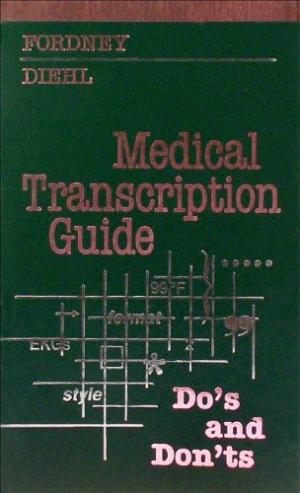 FORDNEY
DIEHL
Medical
Transcription
Guide
99°F
format
EKGs
style
Do's
and
Don'ts